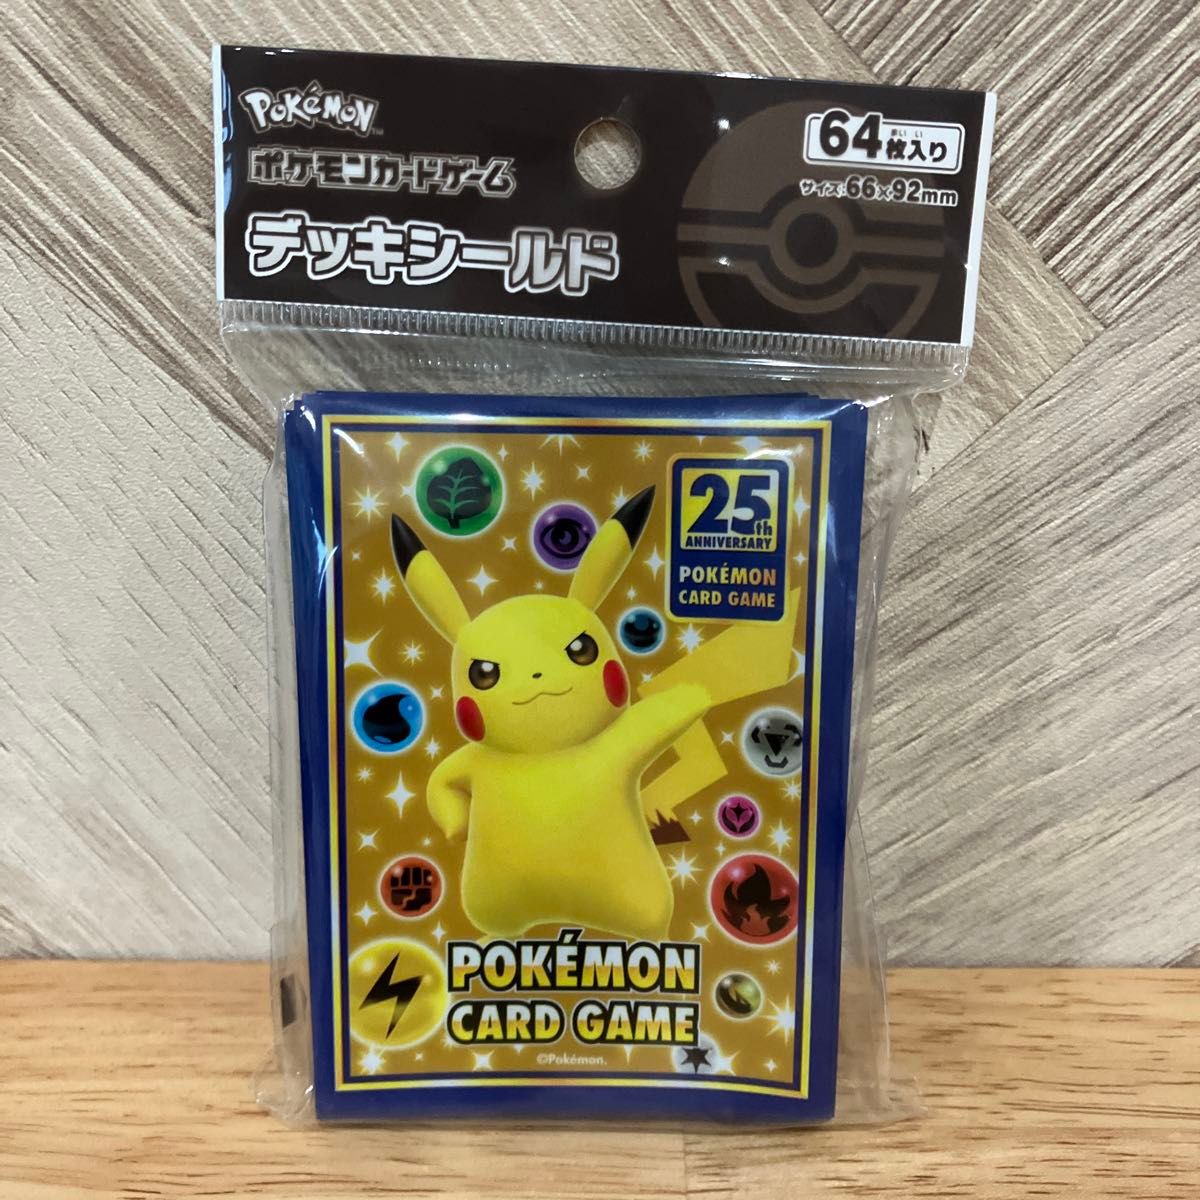 POKÉMON™
ポケモンカードゲーム
デッキシールド
64枚入り
サイズ:66×92mm
25th
ANNIVERSARY
POKÉMON
CARD GAME
POKÉMON
CARD GAME
©Pokémon.